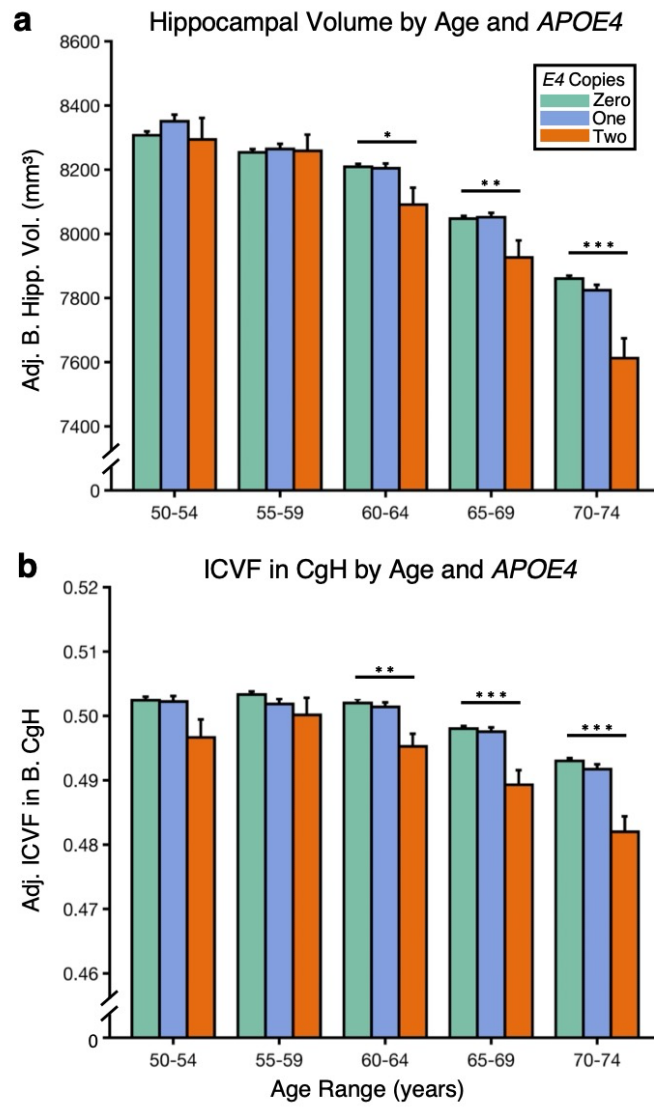 a
Hippocampal Volume by Age and APOE4
Adj. B. Hipp. Vol. (mm³)
8600
8400
8200
8000
7800
7600
7400
0
E4 Copies
Zero
One
Two
*
**
***
50-54 55-59 60-64 65-69 70-74
b
ICVF in CgH by Age and APOE4
Adj. ICVF in B. CgH
0.52
0.51
0.50
0.49
0.48
0.47
0.46
0
**
***
***
50-54 55-59 60-64 65-69 70-74
Age Range (years)